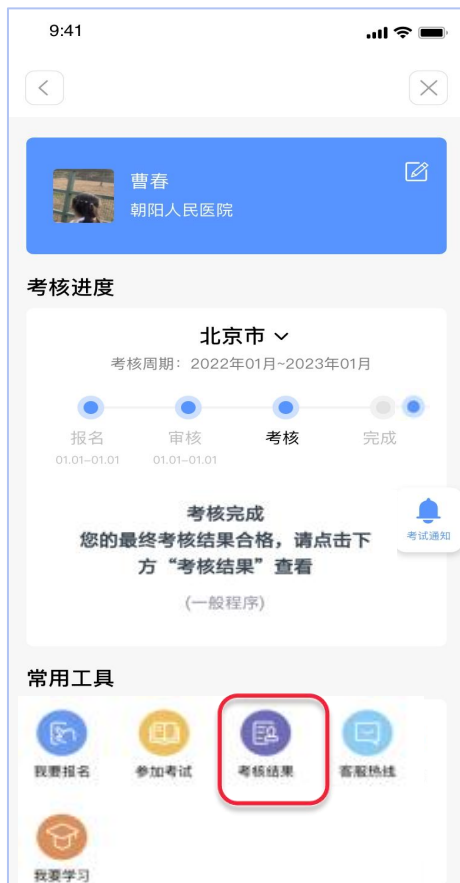 9:41
曹春
朝阳人民医院
考核进度
北京市
考核周期：2022年01月~2023年01月
报名
审核
考核
完成
01.01–01.01
01.01–01.01
考核完成
您的最终考核结果合格，请点击下
方“考核结果”查看
(一般程序)
考试通知
常用工具
我要报名
参加考试
考核结果
客服热线
我要学习